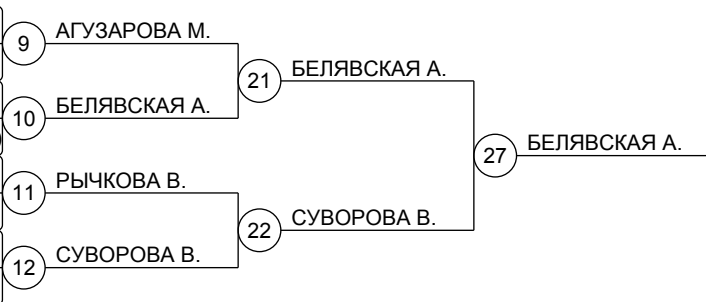 9 АГУЗАРОВА М.
21 БЕЛЯВСКАЯ А.
10 БЕЛЯВСКАЯ А.
27 БЕЛЯВСКАЯ А.
11 РЫЧКОВА В.
22 СУВОРОВА В.
12 СУВОРОВА В.